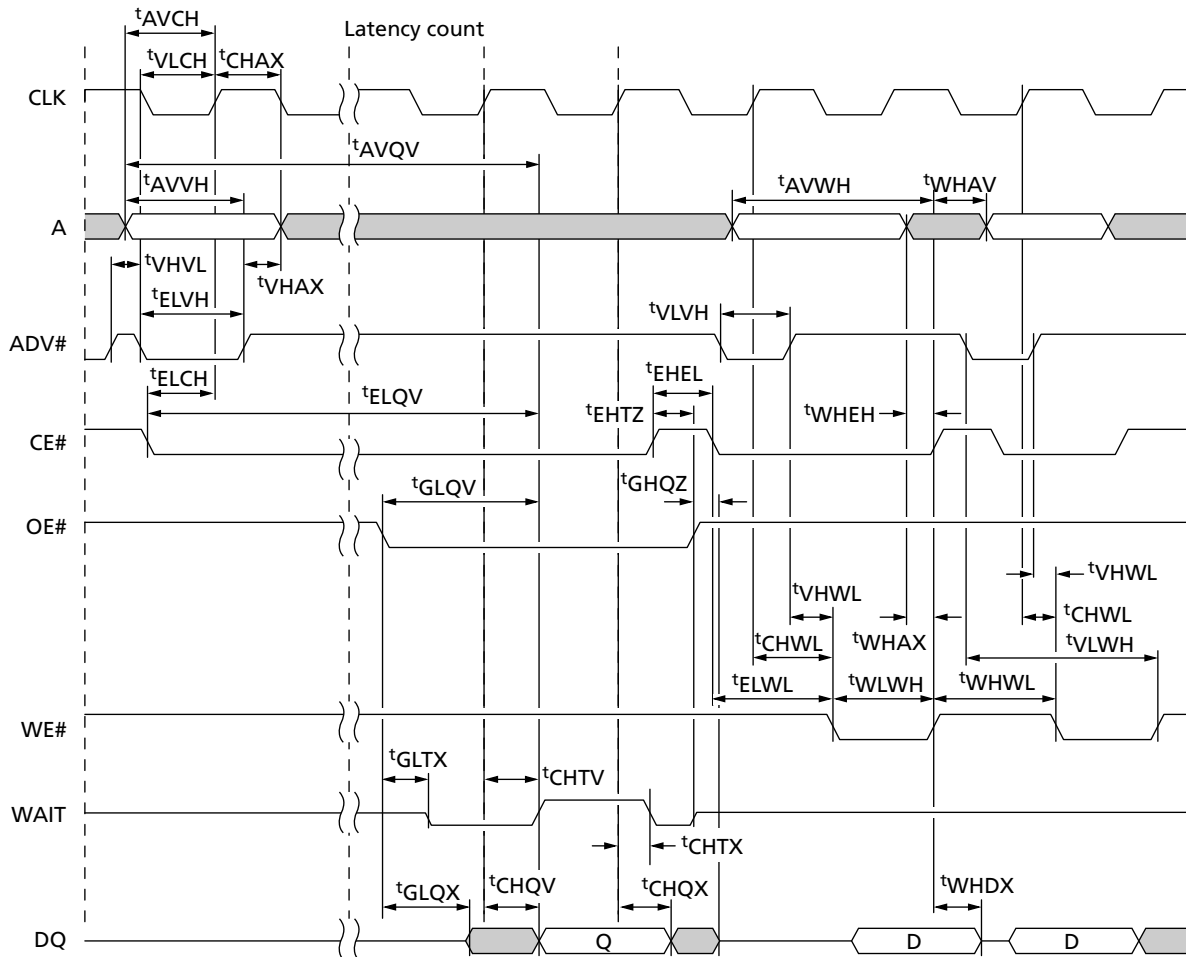 tAVCH
Latency count
tVLCH
tCHAX
CLK
tAVQV
tAVVH
tAVWH
tWHAV
A
tVHVL
tVHAX
tELVH
tVLVH
ADV#
tELCH
tEHEL
tELQV
tEHTZ
tWHEH
CE#
tGLQV
tGHQZ
OE#
tVHWL
tVHWL
tCHWL
tCHWL
tWHAX
tVLWH
tELWL
tWLWH
tWHWL
WE#
tGLTX
tCHTV
WAIT
tCHTX
tGLQX
tCHQV
tCHQX
tWHDX
DQ
Q
D
D